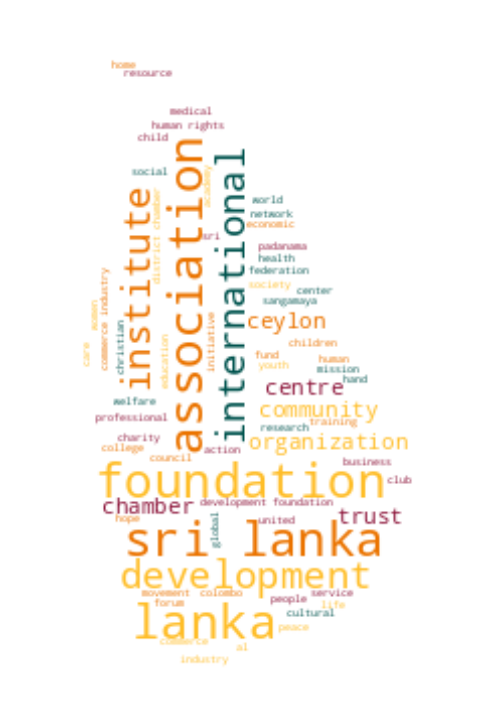 home
resource
medical
human rights
child
association
international
academy
social
institute
district chamber
world
network
economic
sri
padanama
health
federation
society
center
sangamaya
commerce industry
women
christian
care
education
initiative
ceylon
children
fund
human
youth
mission
hand
centre
welfare
community
professional
training
research
charity
organization
college
action
council
business
foundation
club
chamber
development foundation
trust
hope
global
united
sri lanka
development
movement
colombo
people
service
forum
life
cultural
lanka
peace
commerce
al
industry